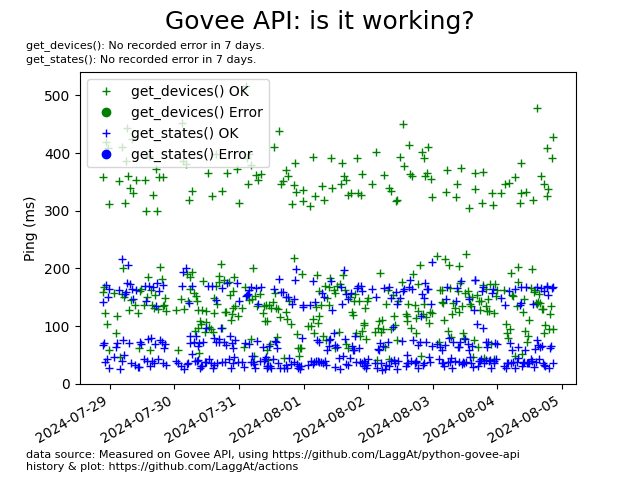 Govee API: is it working?
get_devices(): No recorded error in 7 days.
get_states(): No recorded error in 7 days.
get_devices() OK
get_devices() Error
get_states() OK
get_states() Error
Ping (ms)
500
400
300
200
100
0
2024-07-29
2024-07-30
2024-07-31
2024-08-01
2024-08-02
2024-08-03
2024-08-04
2024-08-05
data source: Measured on Govee API, using https://github.com/LaggAt/python-govee-api
history & plot: https://github.com/LaggAt/actions